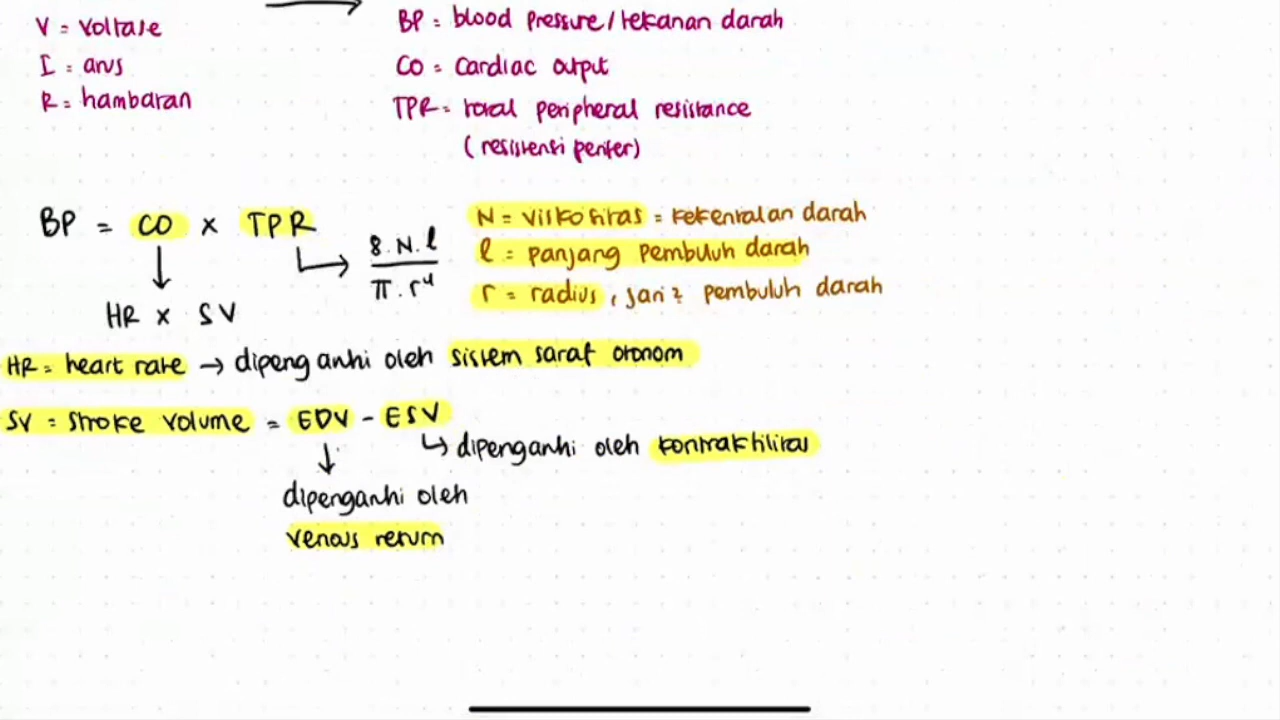 V = voltase
I = arus
R = hambatan
BP = blood pressure/tekanan darah
CO = Cardiac output
TPR = total peripheral resistance
(resistensi perifer)
BP = CO x TPR
HR x SV
8.N.l
π.r⁴
N = viskositas = kekentalan darah
l = panjang pembuluh darah
r = radius, jari² pembuluh darah
HR = heart rate → dipengaruhi oleh sistem saraf otonom
SV = stroke volume = EDV - ESV
↳ dipengaruhi oleh kontraktilitas
dipengaruhi oleh
venous return